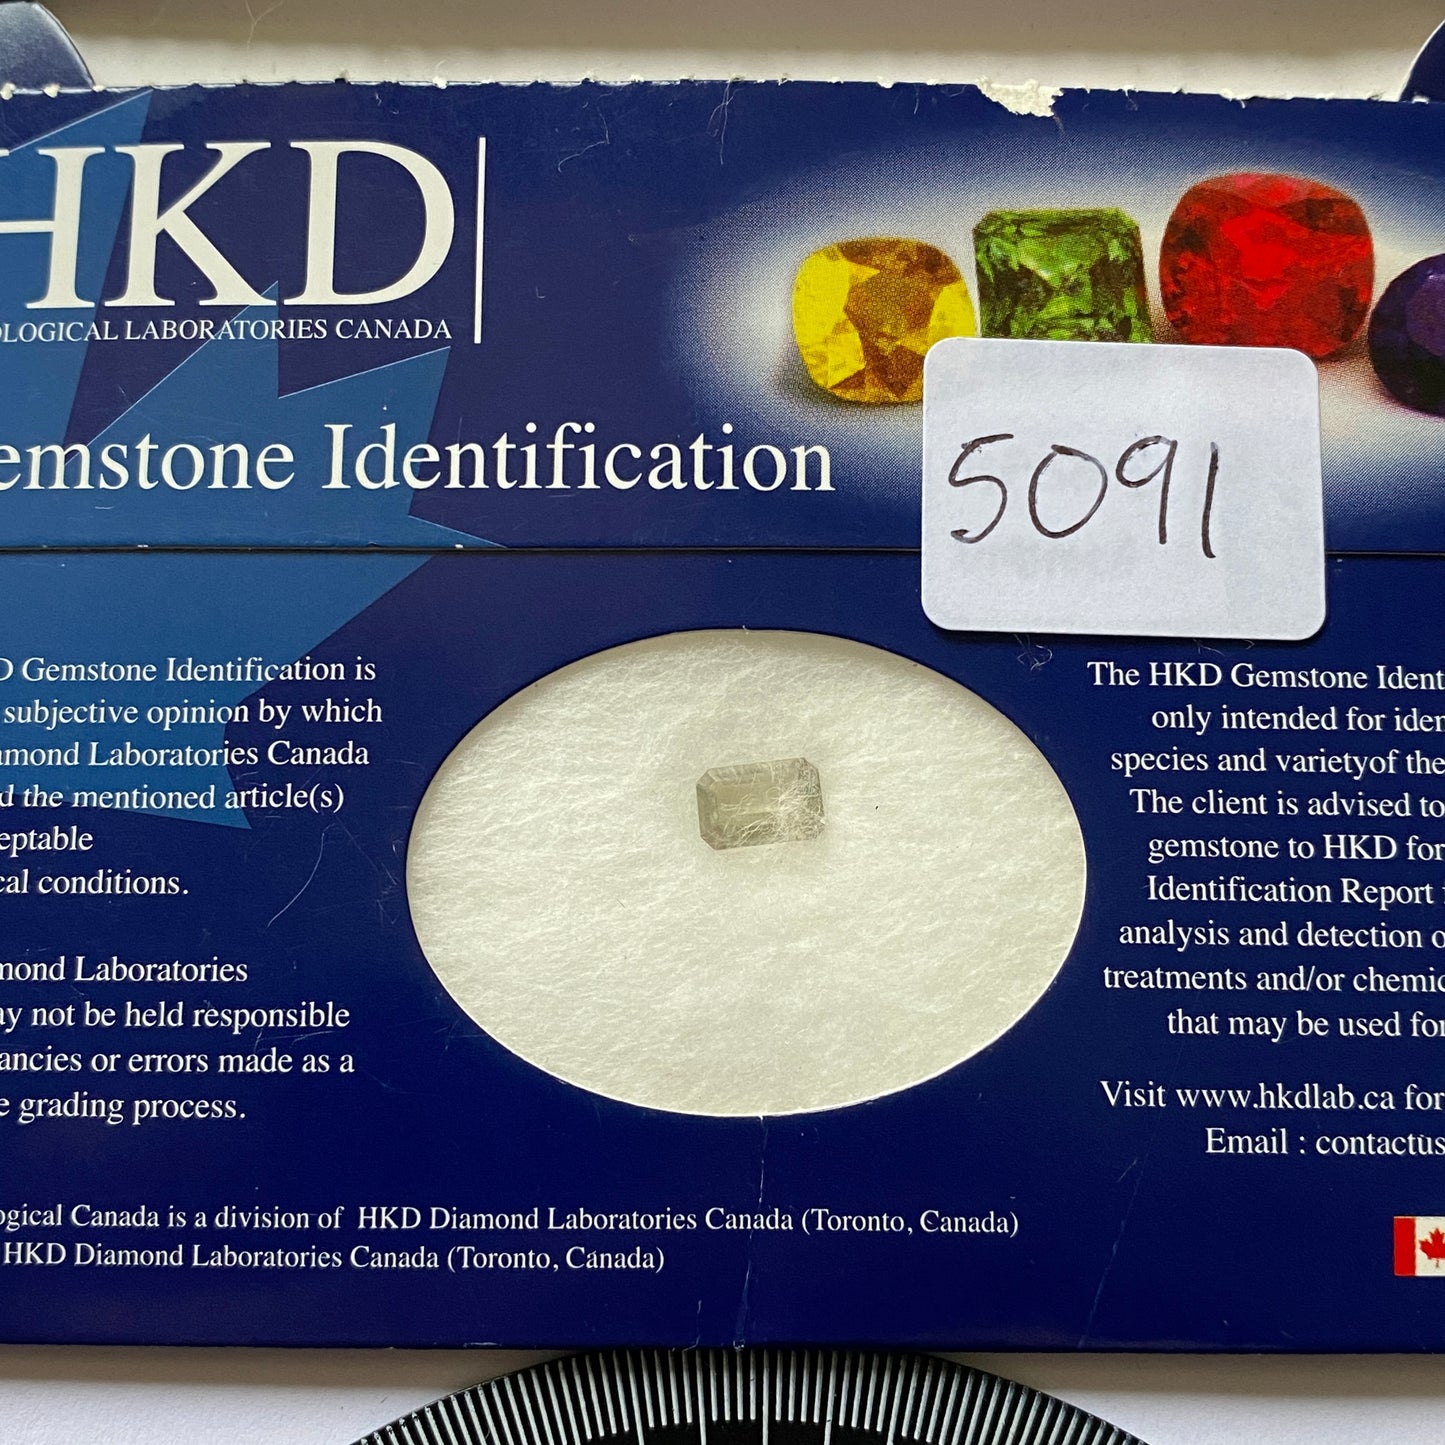 HKD
OLOGICAL LABORATORIES CANADA
emstone Identification
5091
D Gemstone Identification is
subjective opinion by which
amond Laboratories Canada
d the mentioned article(s)
eptable
cal conditions.
mond Laboratories
ay not be held responsible
ancies or errors made as a
e grading process.
The HKD Gemstone Ident
only intended for iden
species and varietyof the
The client is advised to
gemstone to HKD for
Identification Report
analysis and detection o
treatments and/or chemic
that may be used for
Visit www.hkdlab.ca for
Email : contactus
ogical Canada is a division of HKD Diamond Laboratories Canada (Toronto, Canada)
HKD Diamond Laboratories Canada (Toronto, Canada)